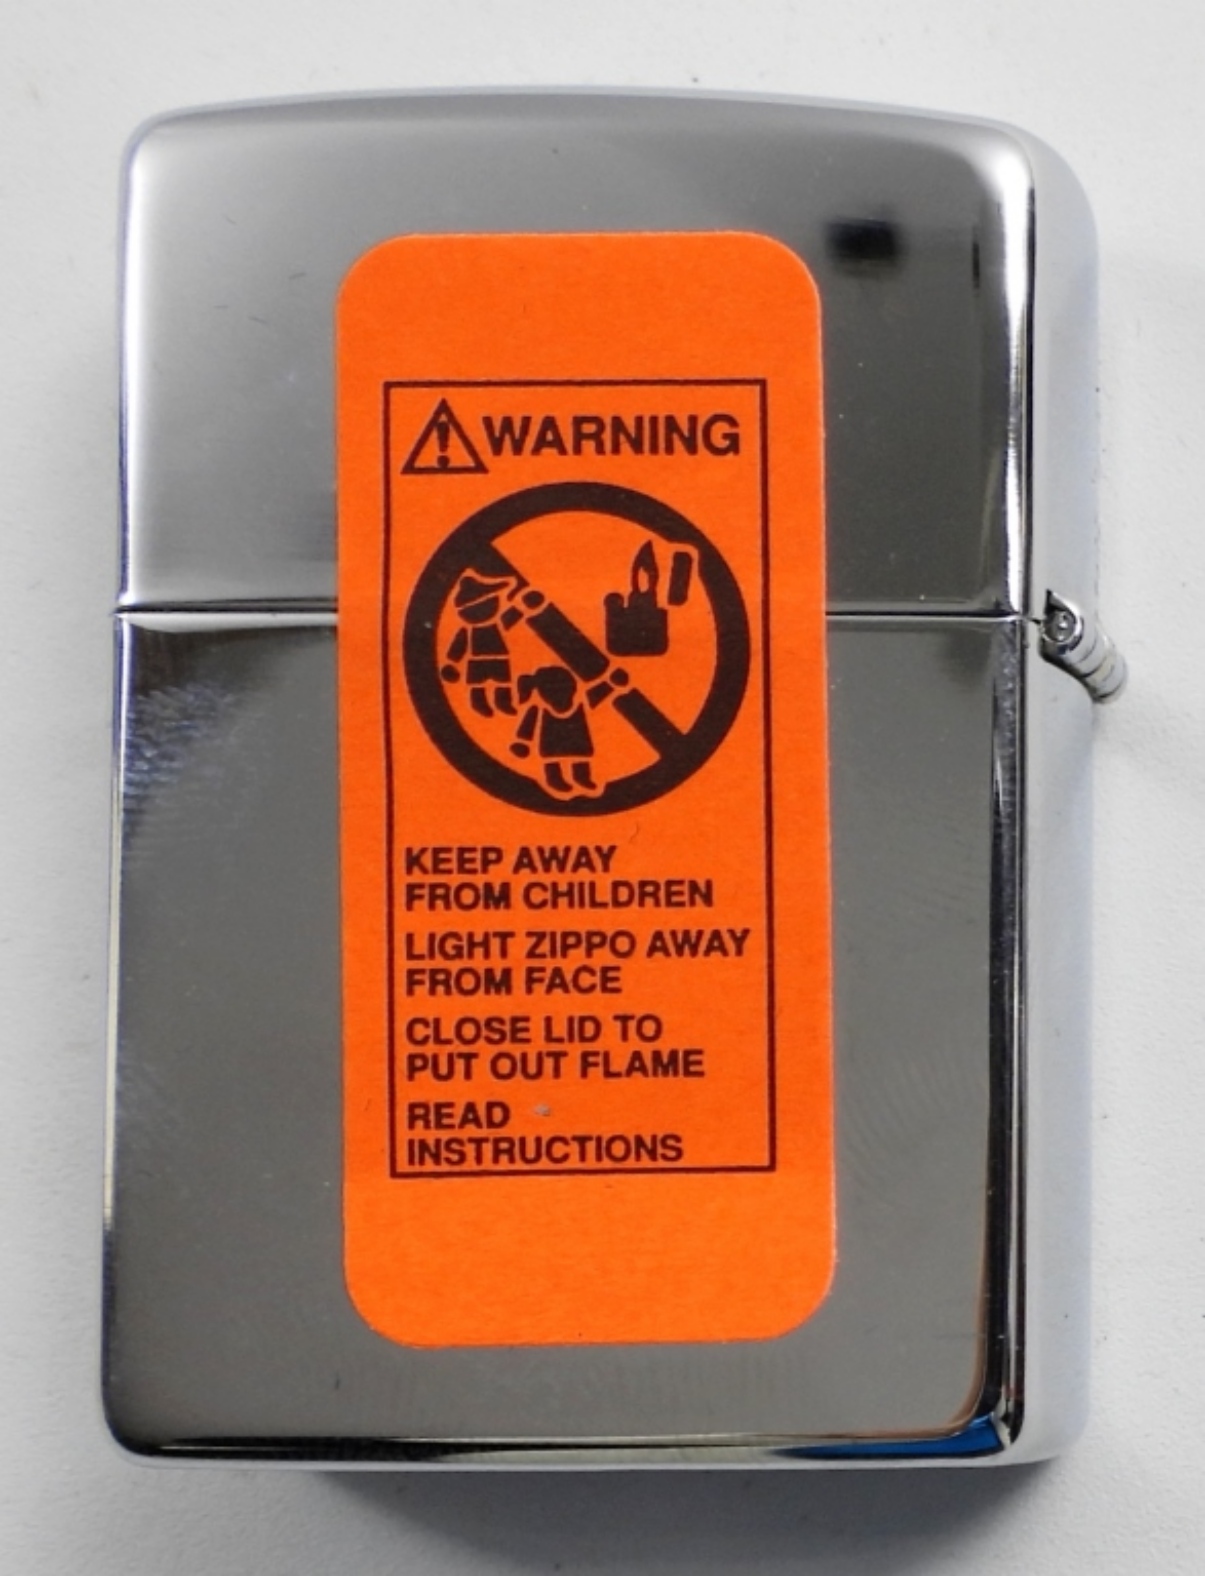 WARNING
KEEP AWAY
FROM CHILDREN
LIGHT ZIPPO AWAY
FROM FACE
CLOSE LID TO
PUT OUT FLAME
READ
INSTRUCTIONS